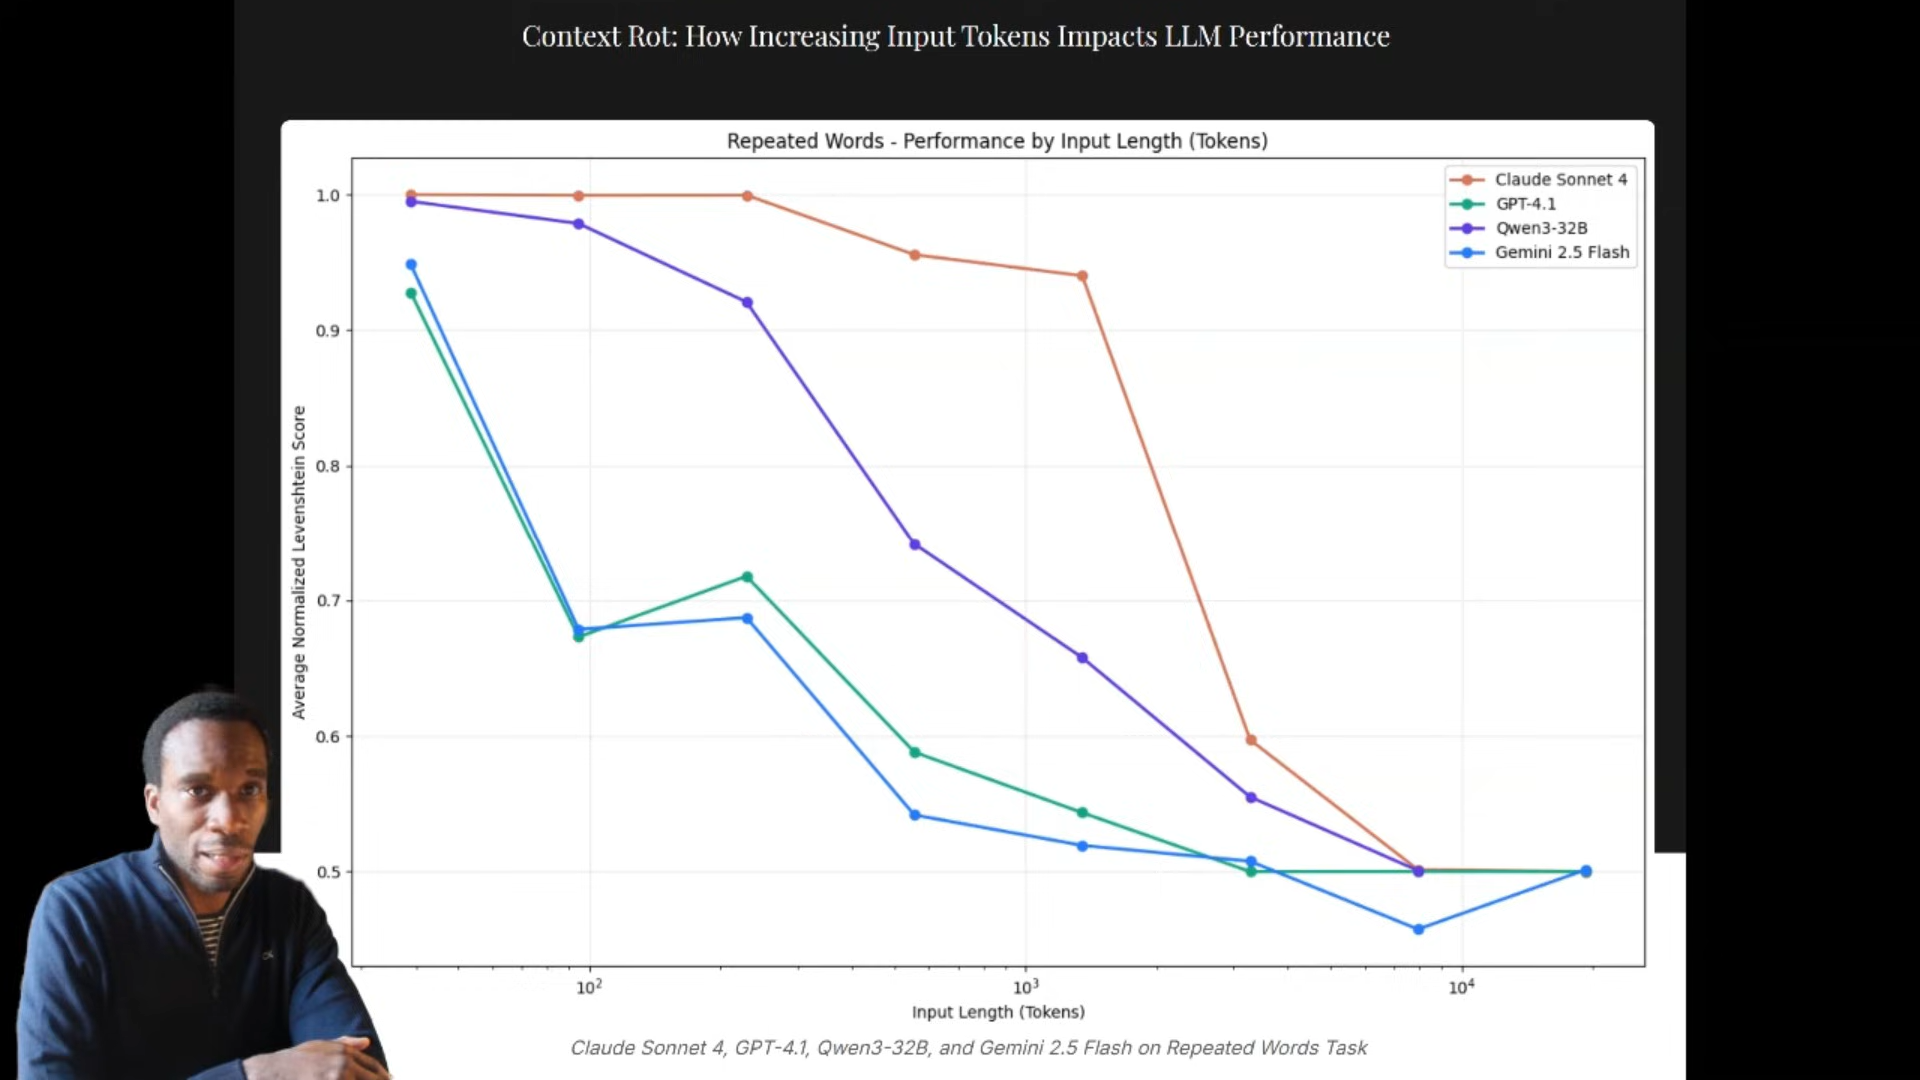 Context Rot: How Increasing Input Tokens Impacts LLM Performance
Repeated Words - Performance by Input Length (Tokens)
Claude Sonnet 4
GPT-4.1
Qwen3-32B
Gemini 2.5 Flash
Average Normalized Levenshtein Score
1.0
0.9
0.8
0.7
0.6
0.5
10² 10³ 10⁴
Input Length (Tokens)
Claude Sonnet 4, GPT-4.1, Qwen3-32B, and Gemini 2.5 Flash on Repeated Words Task